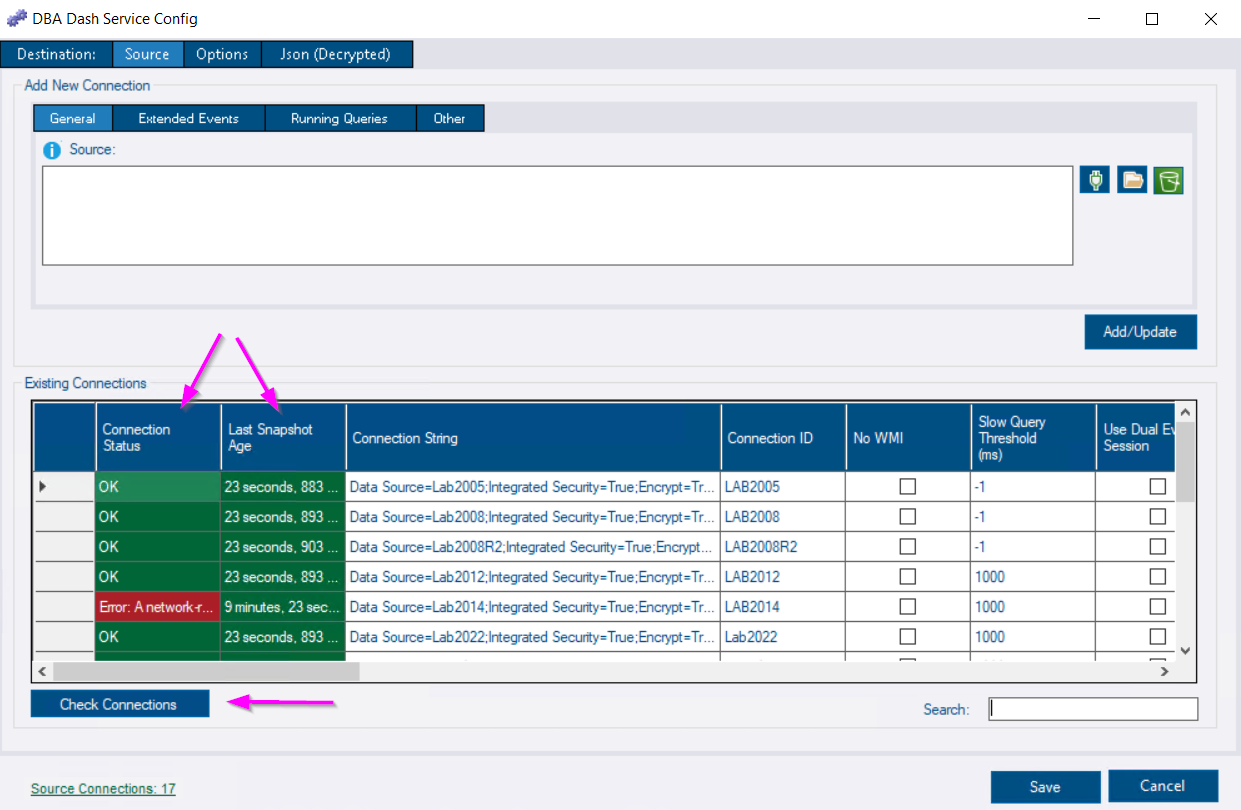 DBA Dash Service Config
Destination: Source Options Json (Decrypted)
Add New Connection
General Extended Events Running Queries Other
Source:
Add/Update
Existing Connections
Connection Status Last Snapshot Age Connection String Connection ID No WMI Slow Query Threshold (ms) Use Dual Ev Session
OK 23 seconds, 883 ... Data Source=Lab2005;Integrated Security=True;Encrypt=Tr... LAB2005 -1
OK 23 seconds, 893 ... Data Source=Lab2008;Integrated Security=True;Encrypt=Tr... LAB2008 -1
OK 23 seconds, 903 ... Data Source=Lab2008R2;Integrated Security=True;Encrypt... LAB2008R2 -1
OK 23 seconds, 893 ... Data Source=Lab2012;Integrated Security=True;Encrypt=Tr... LAB2012 1000
Error: A network-r... 9 minutes, 23 sec... Data Source=Lab2014;Integrated Security=True;Encrypt=Tr... LAB2014 1000
OK 23 seconds, 893 ... Data Source=Lab2022;Integrated Security=True;Encrypt=Tr... Lab2022 1000
Check Connections
Search:
Source Connections: 17
Save Cancel